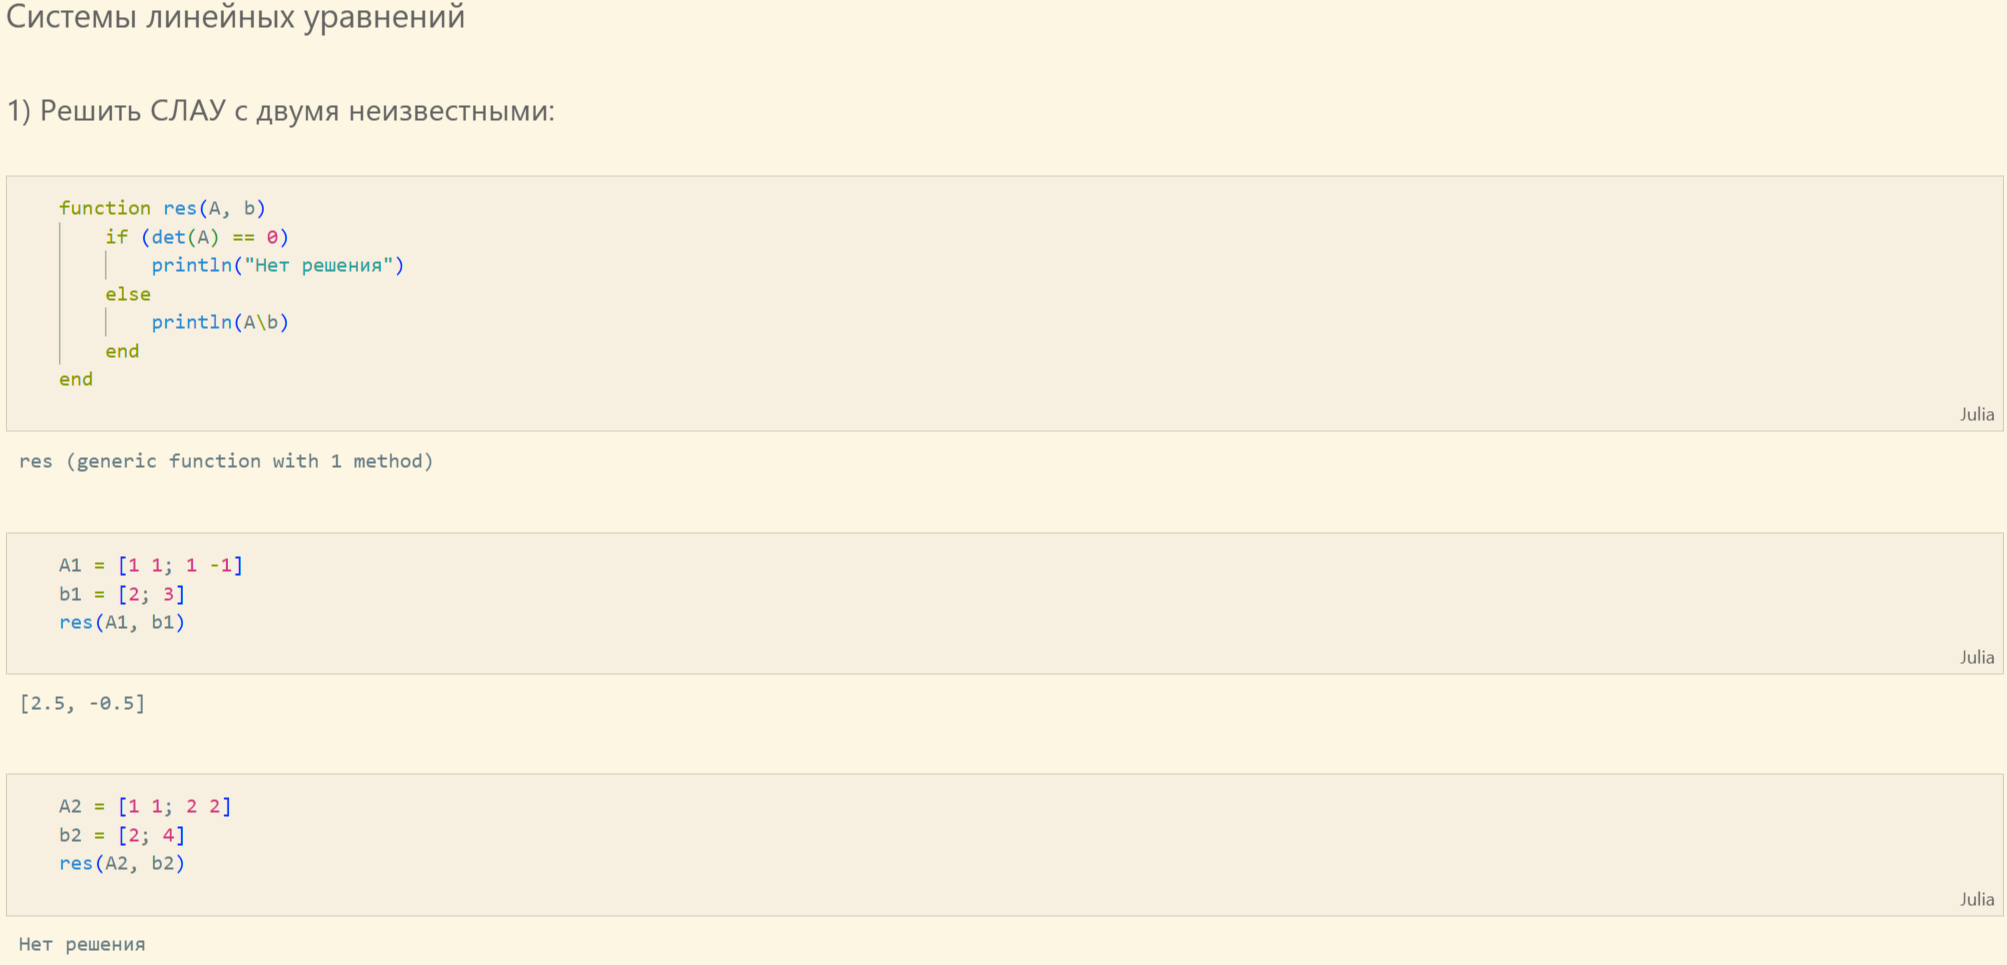 Системы линейных уравнений
1) Решить СЛАУ с двумя неизвестными:
function res(A, b)
    if (det(A) == 0)
        println("Нет решения")
    else
        println(A\b)
    end
end
Julia
res (generic function with 1 method)
A1 = [1 1; 1 -1]
b1 = [2; 3]
res(A1, b1)
Julia
[2.5, -0.5]
A2 = [1 1; 2 2]
b2 = [2; 4]
res(A2, b2)
Julia
Нет решения